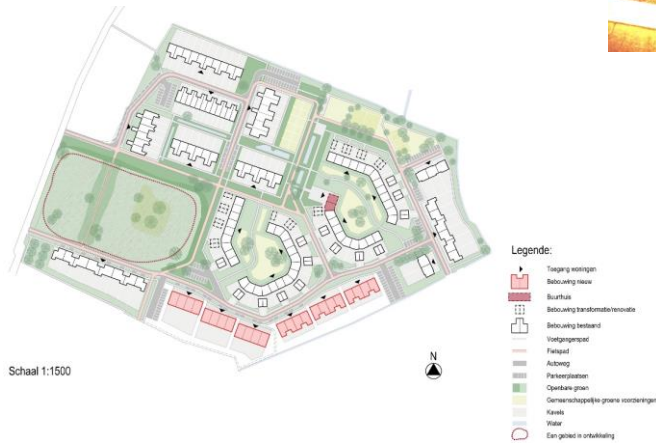 Schaal 1:1500
N
Legende:
Toegang woningen
Bebouwing nieuw
Buurthuis
Bebouwing transformatie/renovatie
Bebouwing bestaand
Voetgangerspad
Fietspad
Autoweg
Parkeerplaatsen
Openbare groen
Gemeenschappelijke groene voorzieningen
Kavels
Water
Een gebied in ontwikkeling